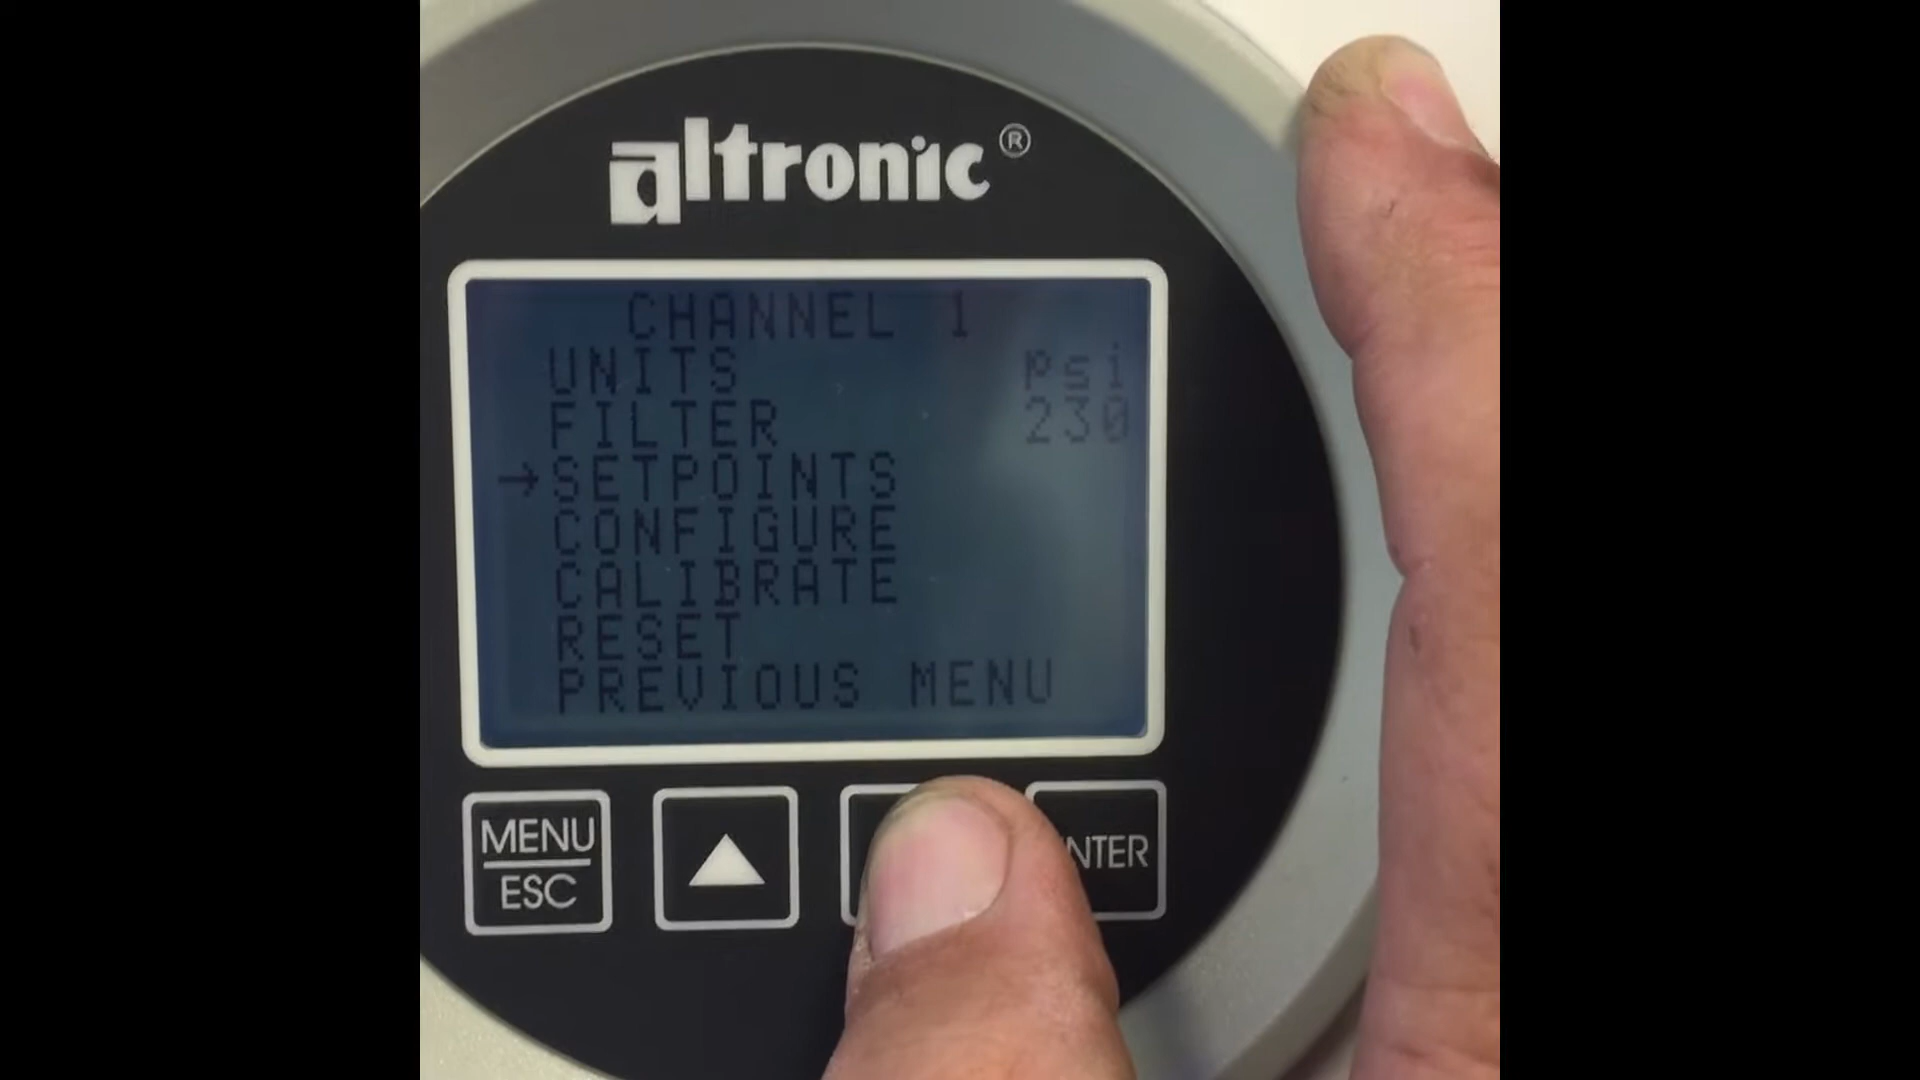 altronic®
CHANNEL 1
UNITS psi
FILTER 230
→SETPOINTS
CONFIGURE
CALIBRATE
RESET
PREVIOUS MENU
MENU
ESC
NTER